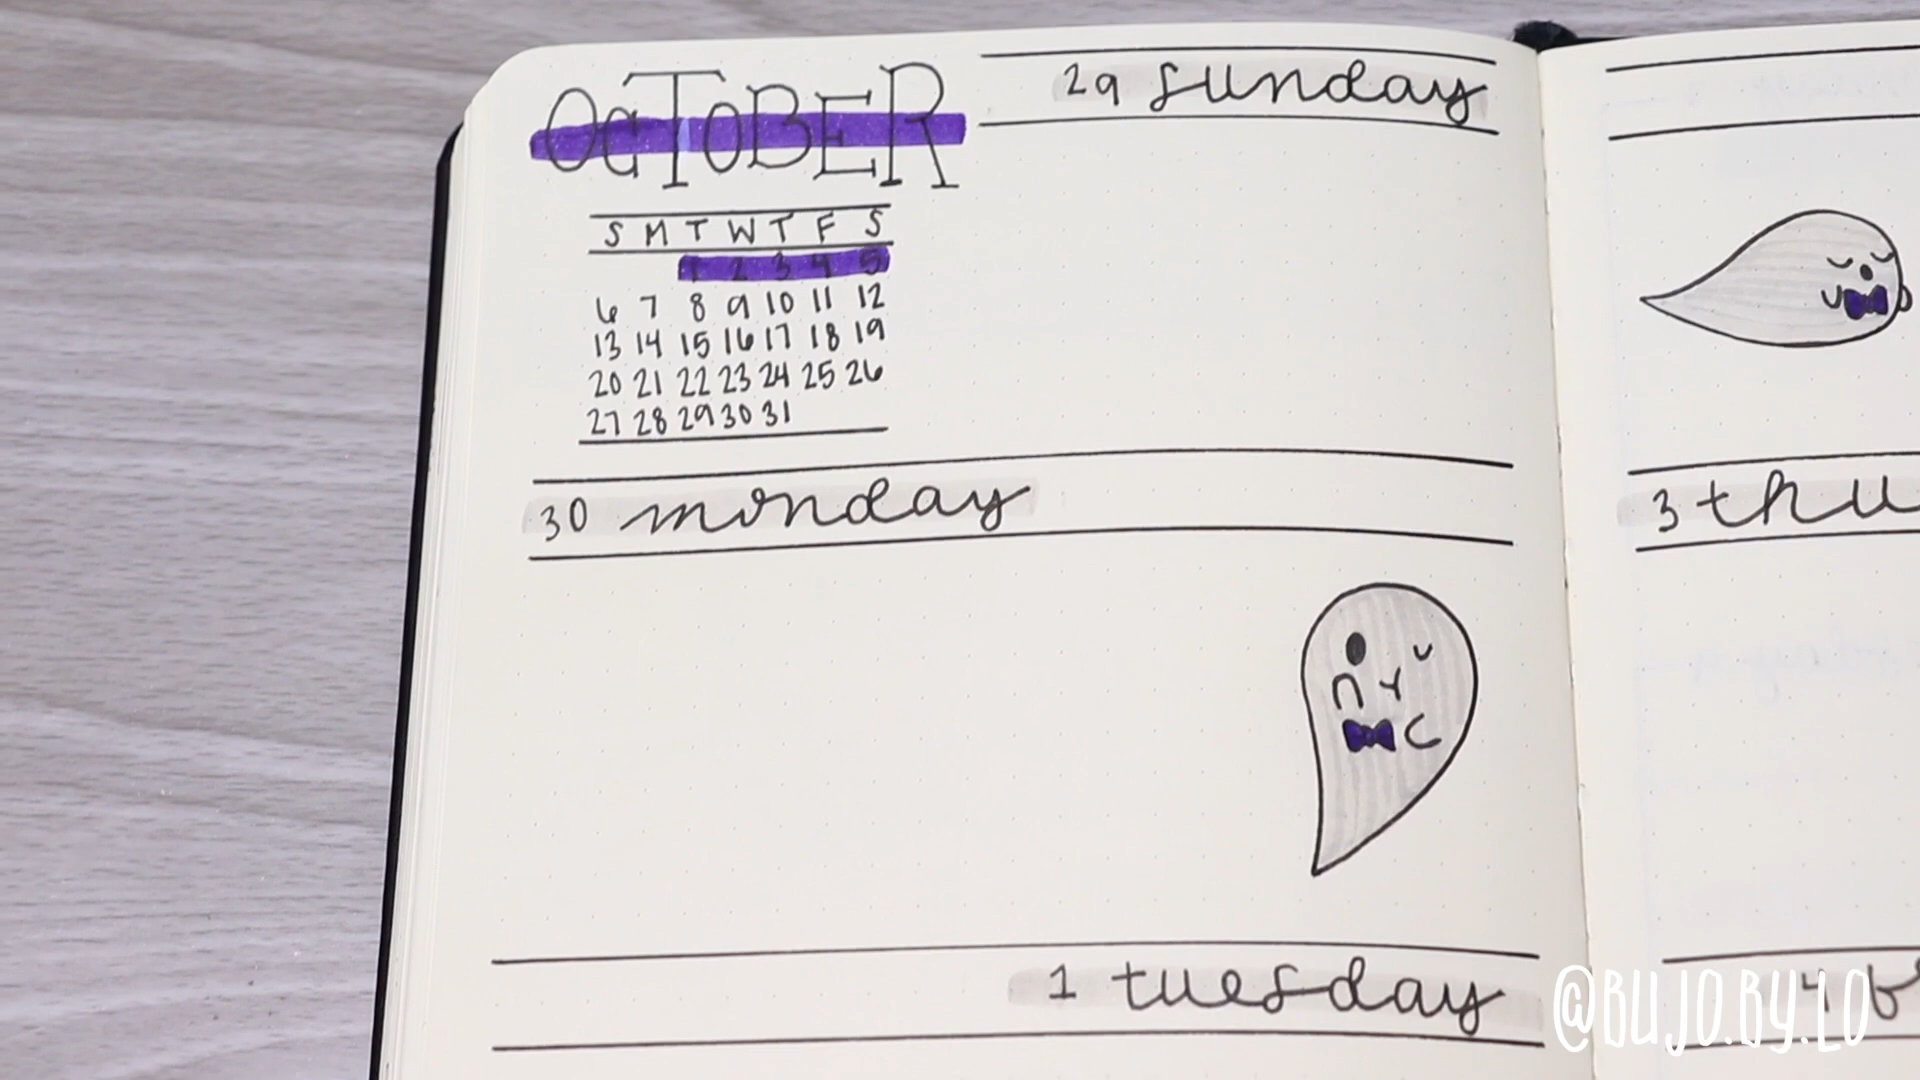 OCTOBER
29 sunday
S M T W T F S
1 2 3 4 5
6 7 8 9 10 11 12
13 14 15 16 17 18 19
20 21 22 23 24 25 26
27 28 29 30 31
30 monday
1 tuesday
3 thu
4
@BUJO.BY.LO